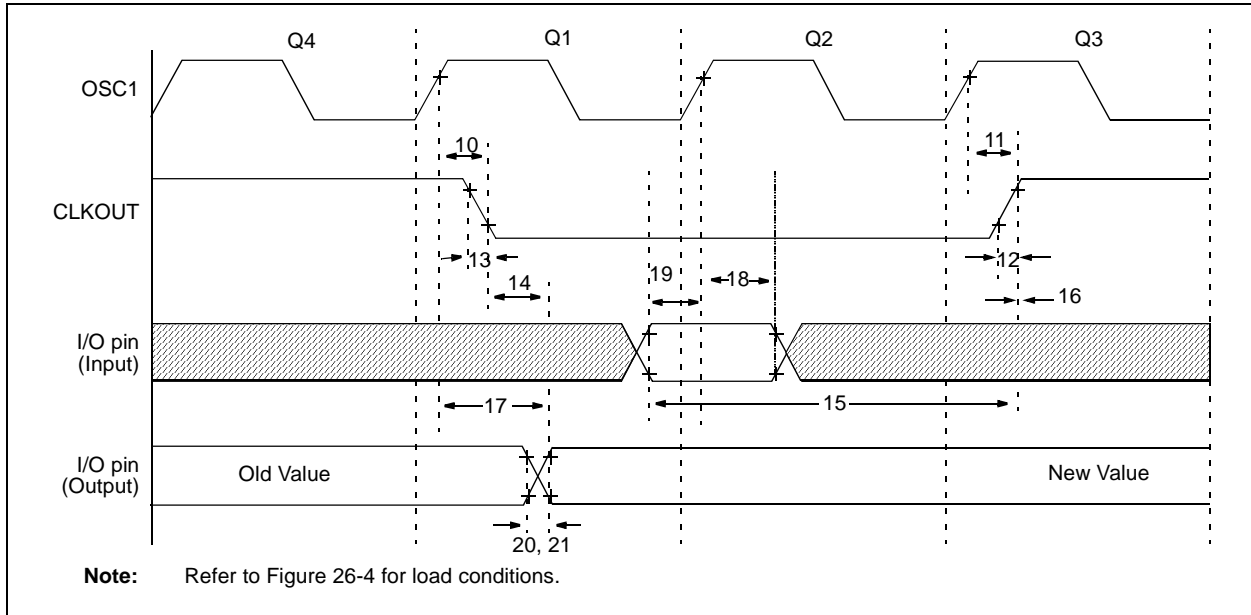 Q4 Q1 Q2 Q3
OSC1
10 11
CLKOUT
13 12
14 19 18 16
I/O pin
(Input)
17 15
I/O pin
(Output)
Old Value New Value
20, 21
Note: Refer to Figure 26-4 for load conditions.